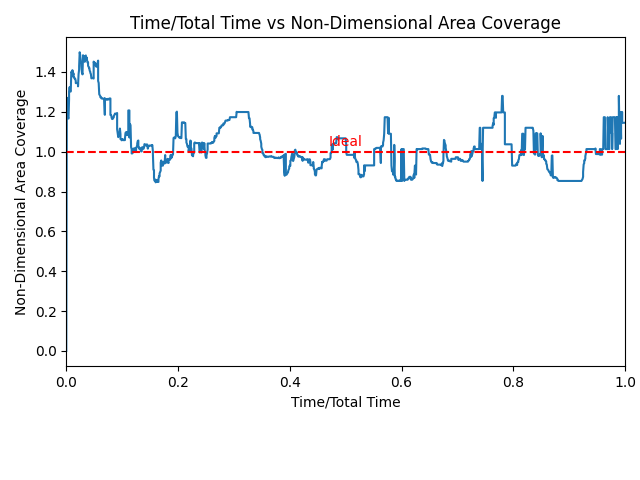 Time/Total Time vs Non-Dimensional Area Coverage
Non-Dimensional Area Coverage
1.4
1.2
1.0
0.8
0.6
0.4
0.2
0.0
Ideal
0.0 0.2 0.4 0.6 0.8 1.0
Time/Total Time